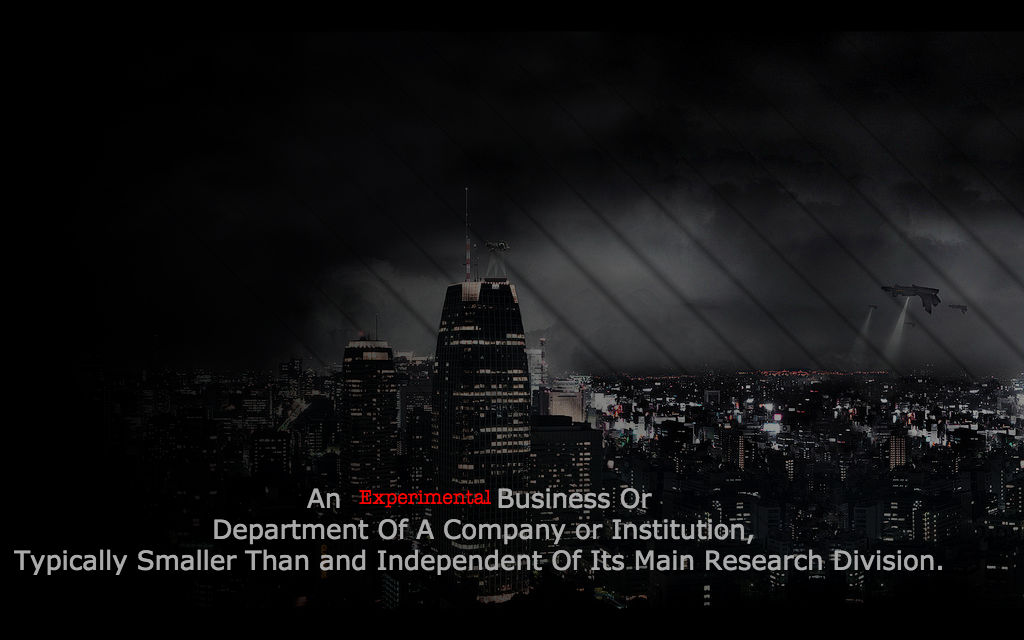 An Experimental Business Or
Department Of A Company or Institution,
Typically Smaller Than and Independent Of Its Main Research Division.